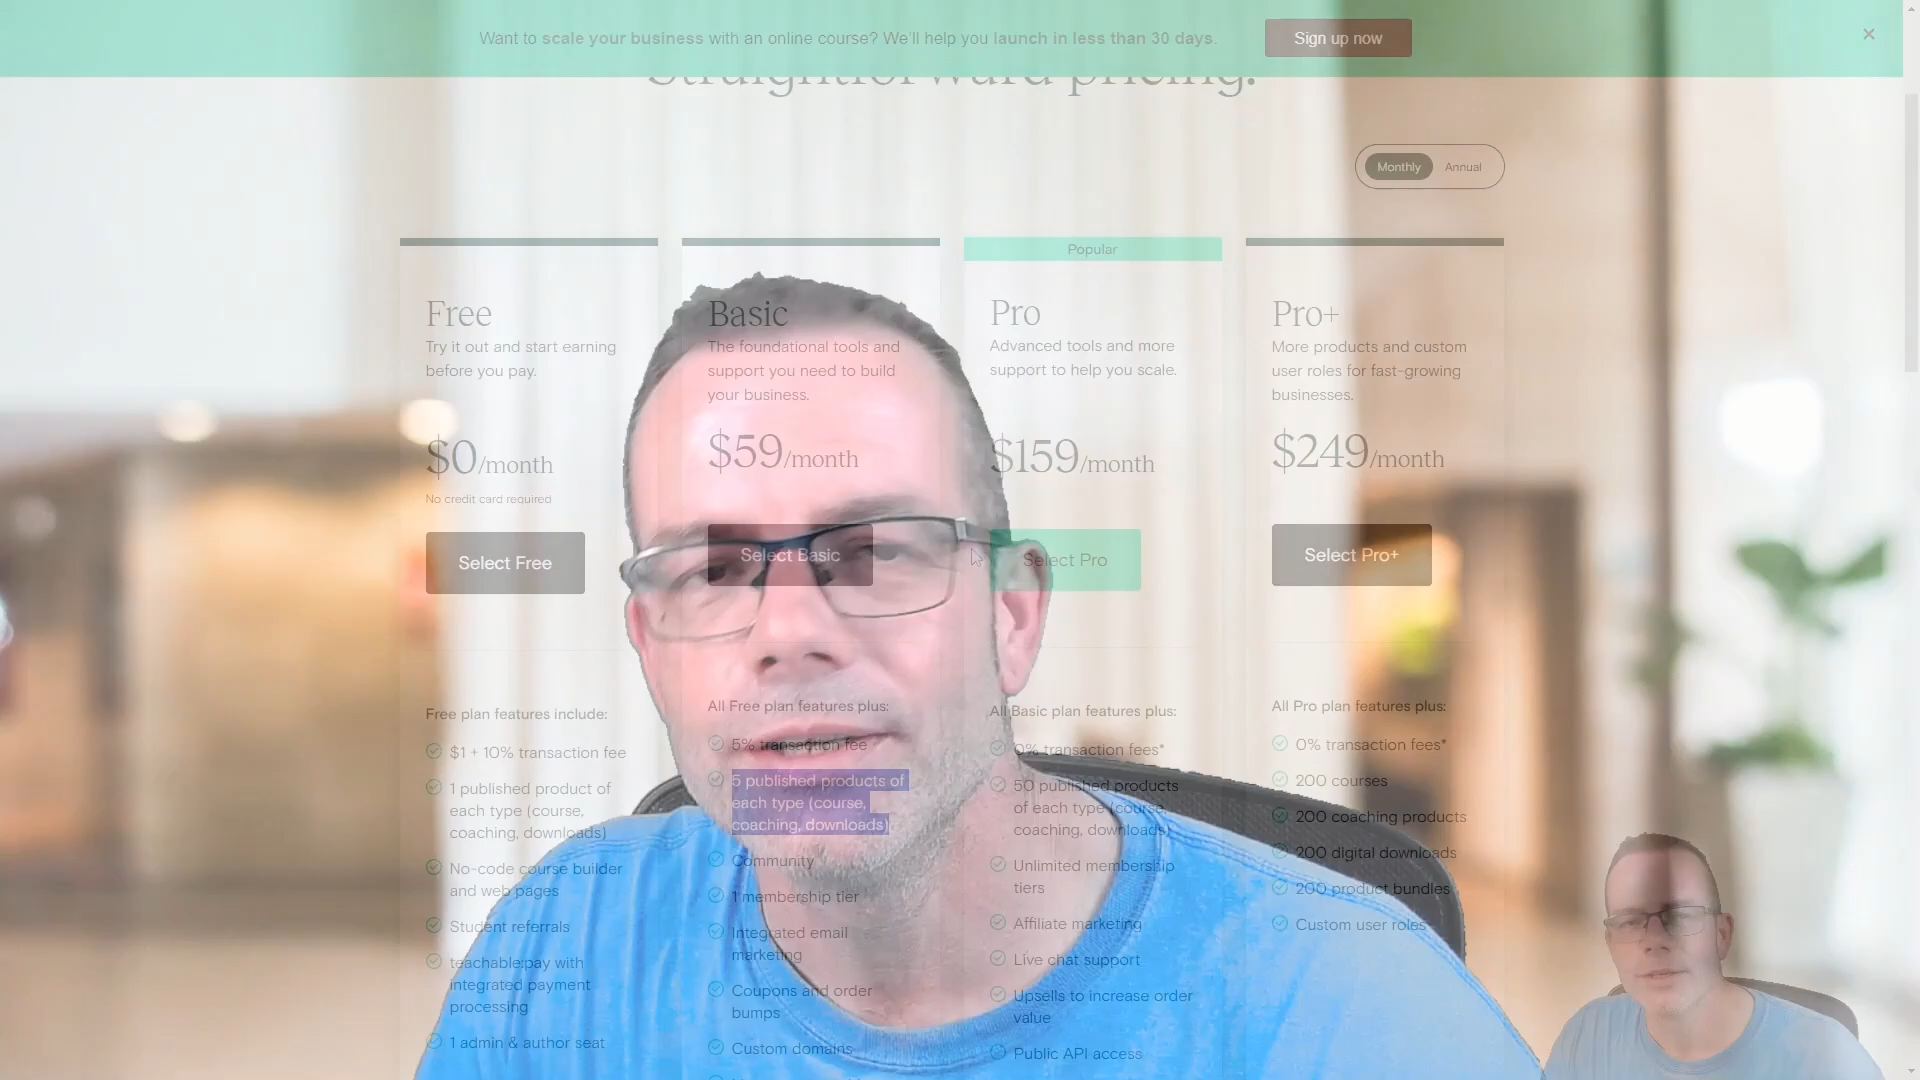 Want to scale your business with an online course? We'll help you launch in less than 30 days.
Sign up now
Straightforward pricing.
Monthly
Annual
Free
Try it out and start earning
before you pay.
$0/month
No credit card required
Select Free
Free plan features include:
$1 + 10% transaction fee
1 published product of
each type (course,
coaching, downloads)
No-code course builder
and web pages
Student referrals
teachable:pay with
integrated payment
processing
1 admin & author seat
Basic
The foundational tools and
support you need to build
your business.
$59/month
Select Basic
All Free plan features plus:
5% transaction fee
5 published products of
each type (course,
coaching, downloads)
Community
1 membership tier
Integrated email
marketing
Coupons and order
bumps
Custom domains
Popular
Pro
Advanced tools and more
support to help you scale.
$159/month
Select Pro
All Basic plan features plus:
0% transaction fees*
50 published products
of each type (course,
coaching, downloads)
Unlimited membership
tiers
Affiliate marketing
Live chat support
Upsells to increase order
value
Public API access
Pro+
More products and custom
user roles for fast-growing
businesses.
$249/month
Select Pro+
All Pro plan features plus:
0% transaction fees*
200 courses
200 coaching products
200 digital downloads
200 product bundles
Custom user roles